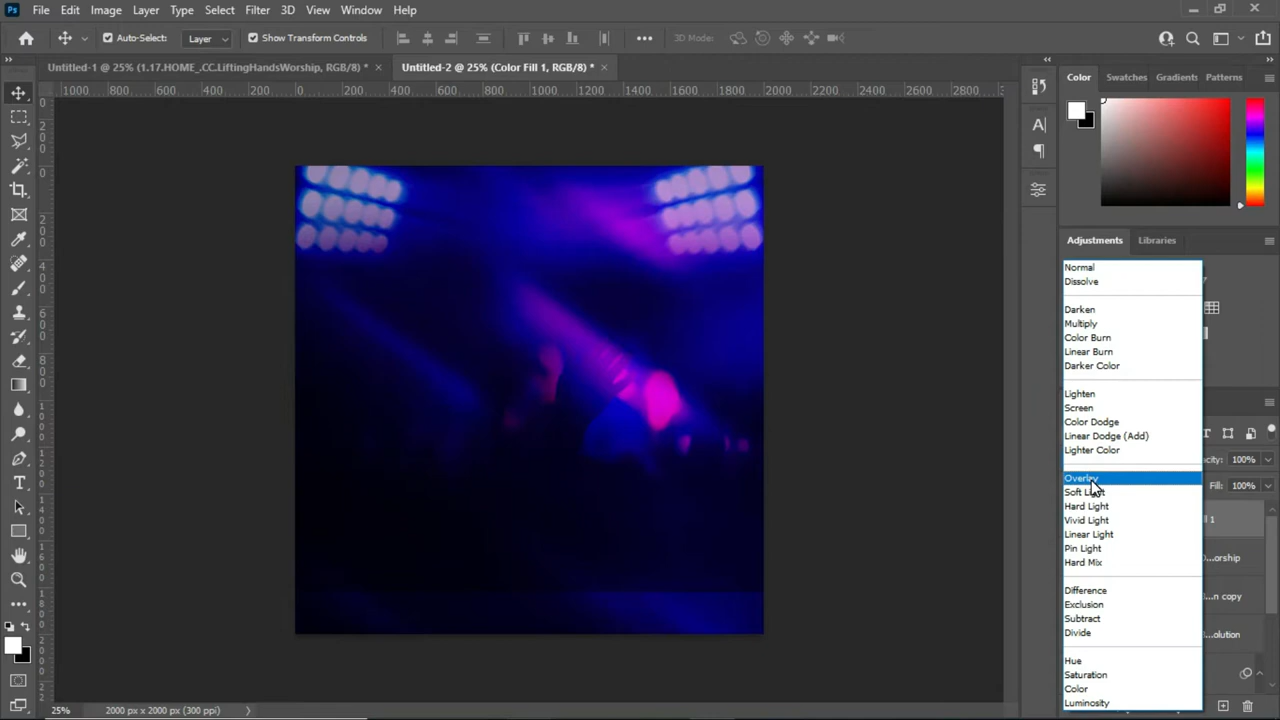 Ps File Edit Image Layer Type Select Filter 3D View Window Help
Auto-Select: Layer Show Transform Controls 3D Mode:
Untitled-1 @ 25% (1.17.HOME_.CC.LiftingHandsWorship, RGB/8) * × Untitled-2 @ 25% (Color Fill 1, RGB/8) * ×
1000 800 600 400 200 0 200 400 600 800 1000 1200 1400 1600 1800 2000 2200 2400 2600 2800
Color Swatches Gradients Patterns
Adjustments Libraries
Normal
Dissolve
Darken
Multiply
Color Burn
Linear Burn
Darker Color
Lighten
Screen
Color Dodge
Linear Dodge (Add)
Lighter Color
Overlay
Soft Light
Hard Light
Vivid Light
Linear Light
Pin Light
Hard Mix
Difference
Exclusion
Subtract
Divide
Hue
Saturation
Color
Luminosity
acity: 100%
Fill: 100%
ll 1
D...orship
...n copy
...olution
25% 2000 px x 2000 px (300 ppi)